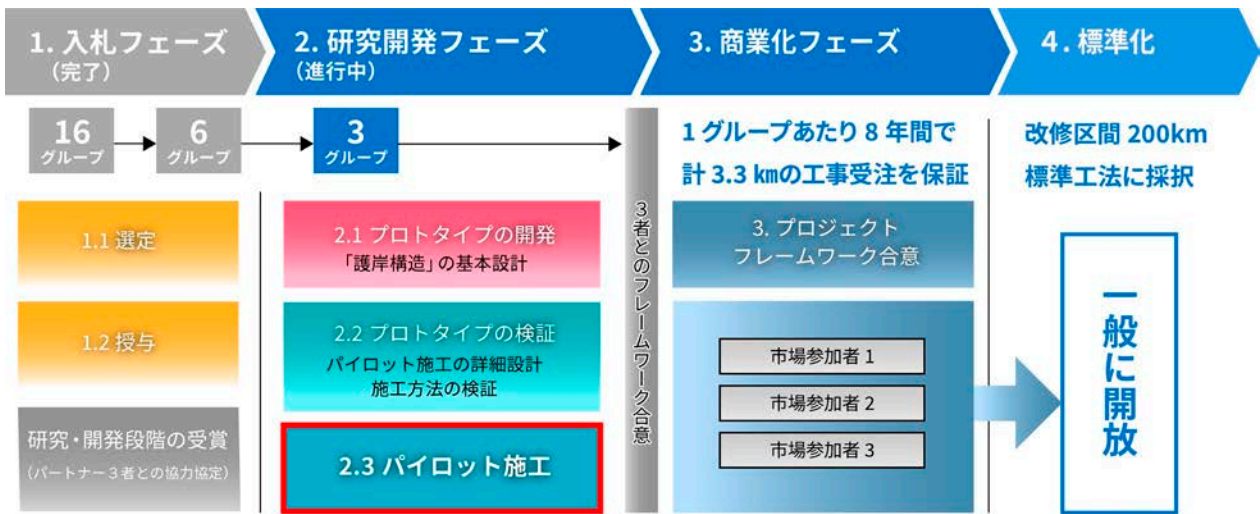 1. 入札フェーズ
（完了）
2. 研究開発フェーズ
（進行中）
3. 商業化フェーズ
4. 標準化
16
グループ
6
グループ
3
グループ
1.1 選定
1.2 授与
研究・開発段階の受賞
（パートナー３者との協力協定）
2.1 プロトタイプの開発
「護岸構造」の基本設計
2.2 プロトタイプの検証
パイロット施工の詳細設計
施工方法の検証
2.3 パイロット施工
３者とのフレームワーク合意
1 グループあたり 8 年間で
計 3.3 ㎞の工事受注を保証
3. プロジェクト
フレームワーク合意
市場参加者 1
市場参加者 2
市場参加者 3
改修区間 200km
標準工法に採択
一般に開放